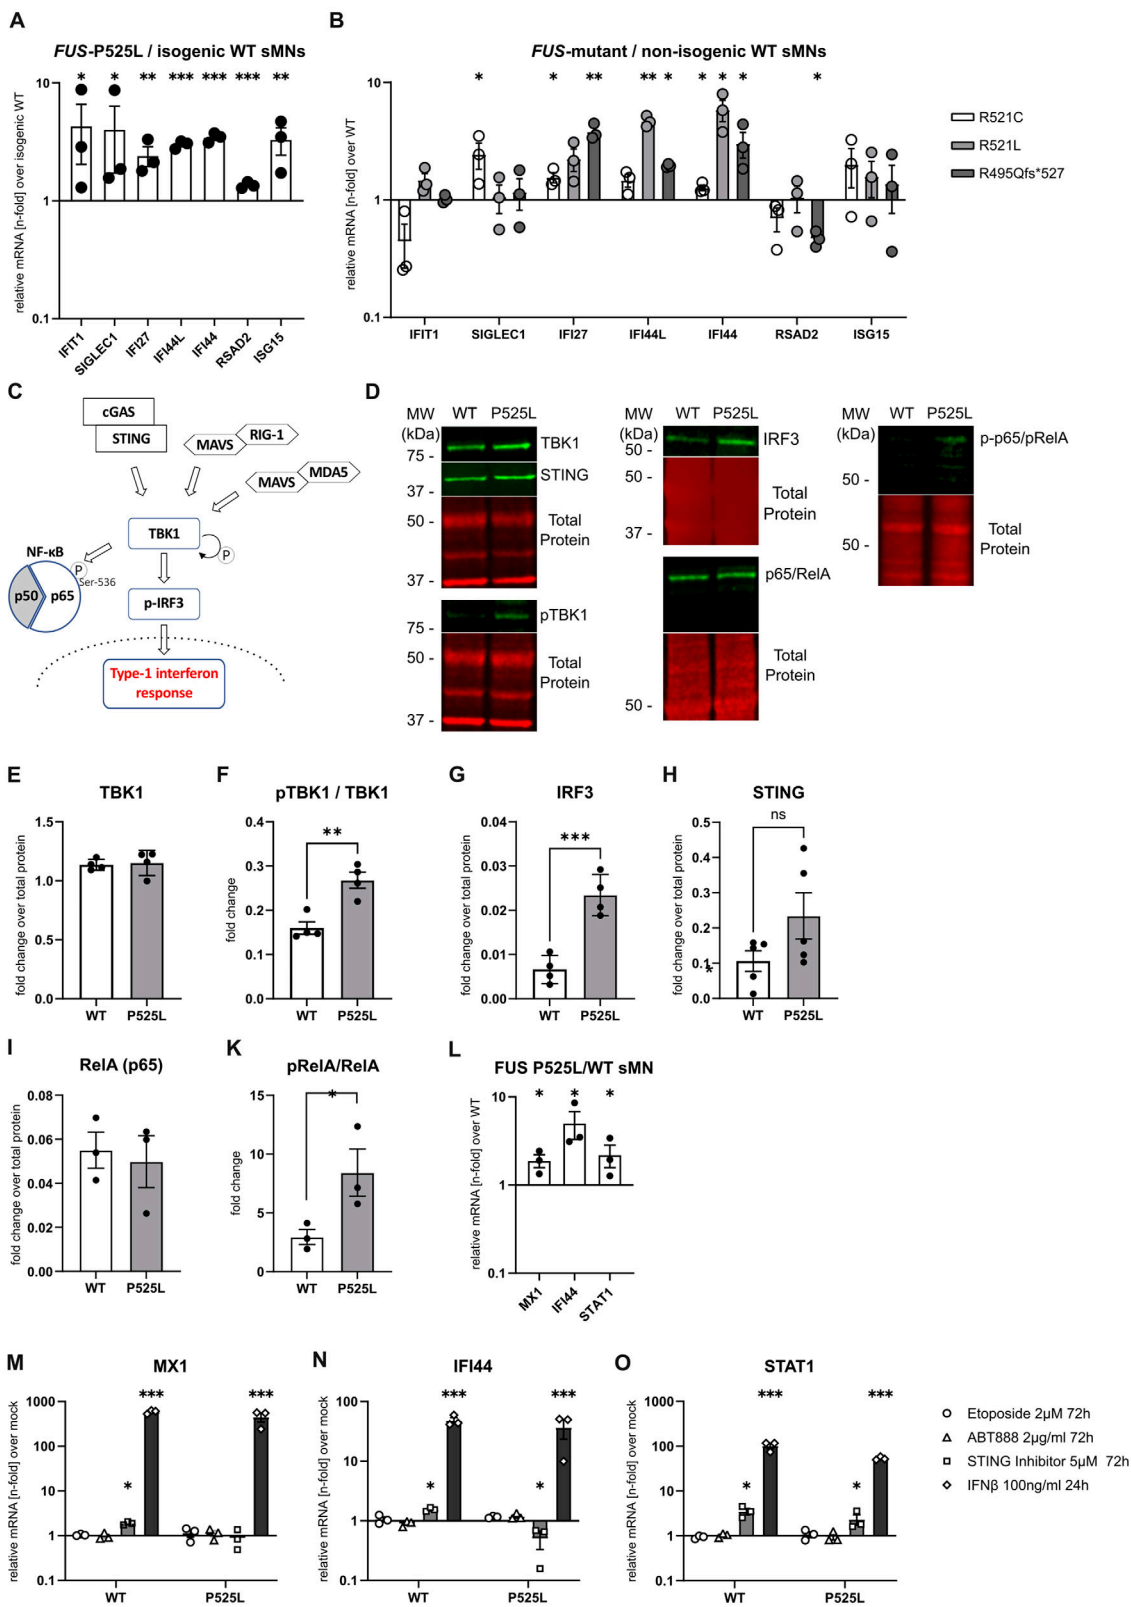 A
FUS-P525L / isogenic WT sMNs
* * ** *** *** *** **
relative mRNA [n-fold] over isogenic WT
10
1
0.1
IFIT1
SIGLEC1
IFI27
IFI44L
IFI44
RSAD2
ISG15
B
FUS-mutant / non-isogenic WT sMNs
* * ** ** * * * * *
relative mRNA [n-fold] over WT
10
1
0.1
IFIT1 SIGLEC1 IFI27 IFI44L IFI44 RSAD2 ISG15
R521C
R521L
R495Qfs*527
C
cGAS
STING
MAVS
RIG-1
MAVS
MDA5
TBK1
P
NF-κB
P
Ser-536
p50
p65
p-IRF3
Type-1 interferon
response
D
MW
(kDa)
WT P525L
75 -
TBK1
37 -
STING
50 -
37 -
Total
Protein
75 -
pTBK1
50 -
37 -
Total
Protein
MW
(kDa)
WT P525L
50 -
IRF3
50 -
37 -
Total
Protein
p65/RelA
50 -
Total
Protein
MW
(kDa)
WT P525L
50 -
p-p65/pRelA
50 -
Total
Protein
E
TBK1
fold change over total protein
1.5
1.0
0.5
0.0
WT P525L
F
pTBK1 / TBK1
**
fold change
0.4
0.3
0.2
0.1
0.0
WT P525L
G
IRF3
***
fold change over total protein
0.04
0.03
0.02
0.01
0.00
WT P525L
H
STING
ns
fold change over total protein
0.5
0.4
0.3
0.2
0.1
0.0
*
WT P525L
I
RelA (p65)
fold change over total protein
0.08
0.06
0.04
0.02
0.00
WT P525L
K
pRelA/RelA
*
fold change
15
10
5
0
WT P525L
L
FUS P525L/WT sMN
* * *
relative mRNA [n-fold] over WT
10
1
0.1
MX1
IFI44
STAT1
M
MX1
* *** ***
relative mRNA [n-fold] over mock
1000
100
10
1
0.1
WT P525L
N
IFI44
* *** * ***
relative mRNA [n-fold] over mock
100
10
1
0.1
WT P525L
O
STAT1
* *** * ***
relative mRNA [n-fold] over mock
1000
100
10
1
0.1
WT P525L
Etoposide 2µM 72h
ABT888 2µg/ml 72h
STING Inhibitor 5µM 72h
IFNβ 100ng/ml 24h